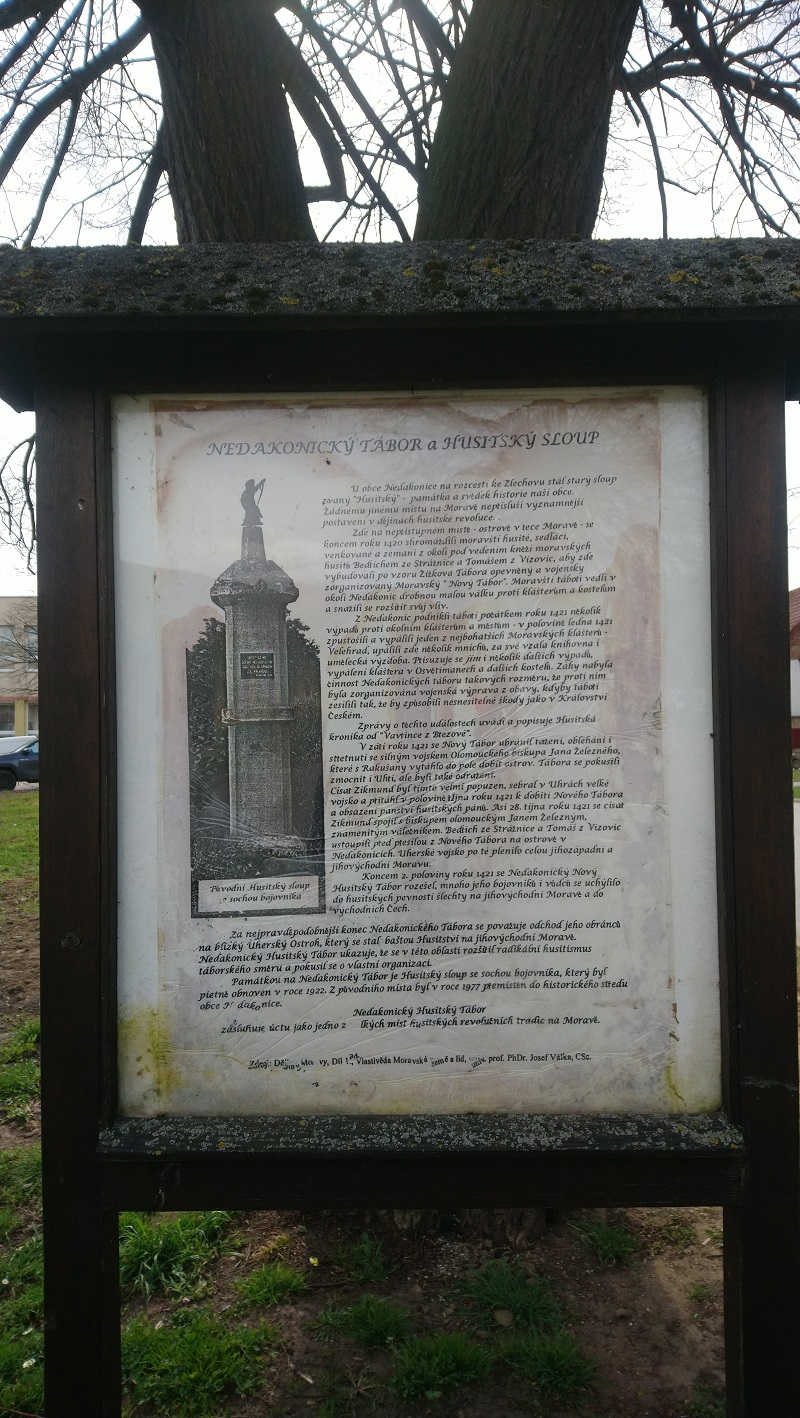 NEDAKONICKÝ TÁBOR a HUSITSKÝ SLOUP
U obce Nedakonice na rozcestí ke Zlechovu stál starý sloup
zvaný "Husitský" - památka a svědek historie naší obce.
Žádnému jinému místu na Moravě nepřísluší významnější
postavení v dějinách husitské revoluce. .
Zde na nepřístupném místě - ostrově v řece Moravě - se
koncem roku 1420 shromáždili moravští husité, sedláci,
venkované a zemani z okolí pod vedením kněží moravských
husitů Bedřichem ze Strážnice a Tomášem z Vizovic, aby zde
vybudovali po vzoru Žižkova Tábora opevněný a vojensky
zorganizovaný Moravský " Nový Tábor". Moravští táboři vedli v
okolí Nedakonic drobnou malou válku proti klášterům a kostelům
a snažili se rozšířit svůj vliv.
Z Nedakonic podnikli táboři počátkem roku 1421 několik
výpadů proti okolním klášterům a městům - v polovině ledna 1421
zpustošili a vypálili jeden z nejbohatších Moravských klášterů -
Velehrad, upálili zde několik mnichů, za své vzala knihovna i
umělecká výzdoba. Přisuzuje se jim i několik dalších výpadů,
vypálení kláštera v Osvětimanech a dalších kostelů. Záhy nabyla
činnost Nedakonických táborů takových rozměrů, že proti nim
byla zorganizována vojenská výprava z obavy, kdyby táboři
zesílili tak, že by způsobili nesnesitelné škody jako v Království
Českém.
Zprávy o těchto událostech uvádí a popisuje Husitská
kronika od "Vavřince z Březové".
V září roku 1421 se Nový Tábor ubránil tažení, obléhání i
střetnutí se silným vojskem Olomouckého biskupa Jana Železného,
které s Rakušany vytáhlo do pole dobít ostrov. Tábora se pokusili
zmocnit i Uhři, ale byli také odraženi.
Císař Zikmund byl tímto velmi popuzen, sebral v Uhrách velké
vojsko a přitáhl v polovině října roku 1421 k dobití Nového Tábora
a obsazení panství husitských pánů. Asi 28. října roku 1421 se císař
Zikmund spojil s biskupem olomouckým Janem Železným,
znamenitým válečníkem. Bedřich ze Strážnice a Tomáš z Vizovic
ustoupili před přesilou z Nového Tábora na ostrově v
Nedakonicích. Uherské vojsko po té plenilo celou jihozápadní a
jihovýchodní Moravu.
Koncem 2. poloviny roku 1421 se Nedakonický Nový
Husitský Tábor rozešel, mnoho jeho bojovníků i vůdců se uchýlilo
do husitských pevností šlechty na jihovýchodní Moravě a do
východních Čech.
Původní Husitský sloup
se sochou bojovníka
Za nejpravděpodobnější konec Nedakonického Tábora se považuje odchod jeho obránců
na blízký Uherský Ostroh, který se stal baštou Husitství na jihovýchodní Moravě.
Nedakonický Husitský Tábor ukazuje, že se v této oblasti rozšířil radikální husitismus
táborského směru a pokusil se o vlastní organizaci.
Památkou na Nedakonický Tábor je Husitský sloup se sochou bojovníka, který byl
pietně obnoven v roce 1922. Z původního místa byl v roce 1977 přemístěn do historického středu
obce Nedakonice.
Nedakonický Husitský Tábor
zasluhuje úctu jako jedno z lkých míst husitských revolučních tradic na Moravě.
Zdroj: Dějiny Moravy, Díl 1, Vlastivěda Moravská země a lid, univ. prof. PhDr. Josef Válka, CSc.